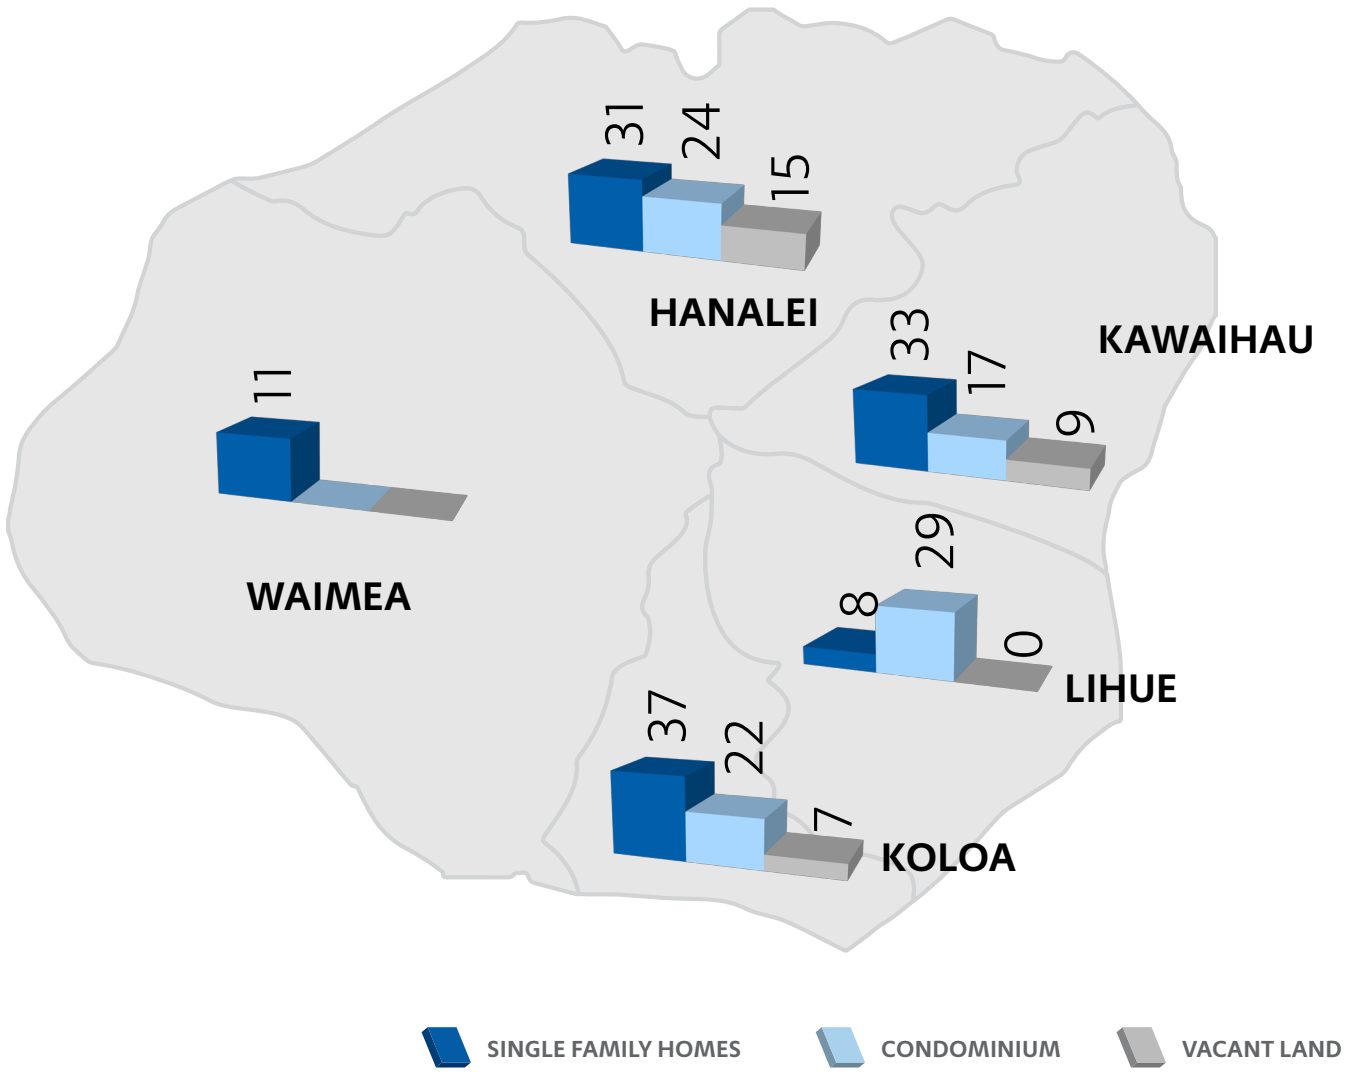 31
24
15
HANALEI
33
17
9
KAWAIHAU
11
WAIMEA
8
29
0
LIHUE
37
22
7
KOLOA
SINGLE FAMILY HOMES
CONDOMINIUM
VACANT LAND